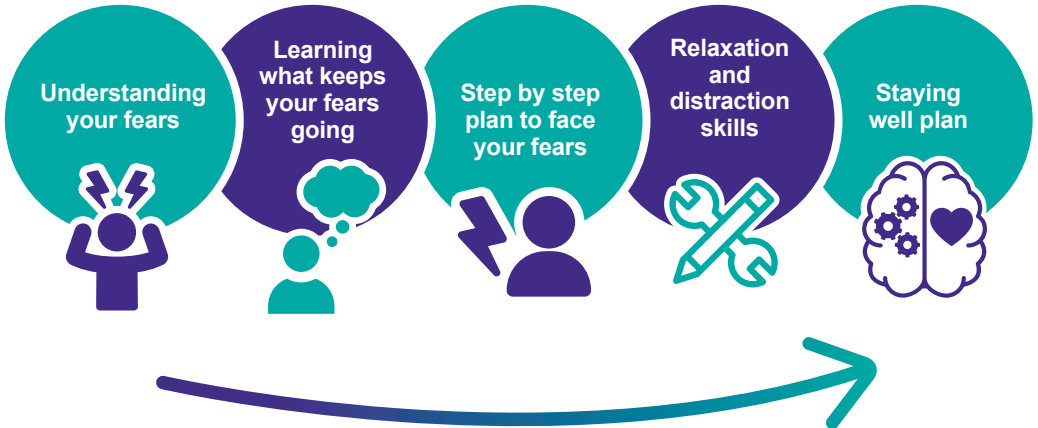 Understanding
your fears
Learning
what keeps
your fears
going
Step by step
plan to face
your fears
Relaxation
and
distraction
skills
Staying
well plan